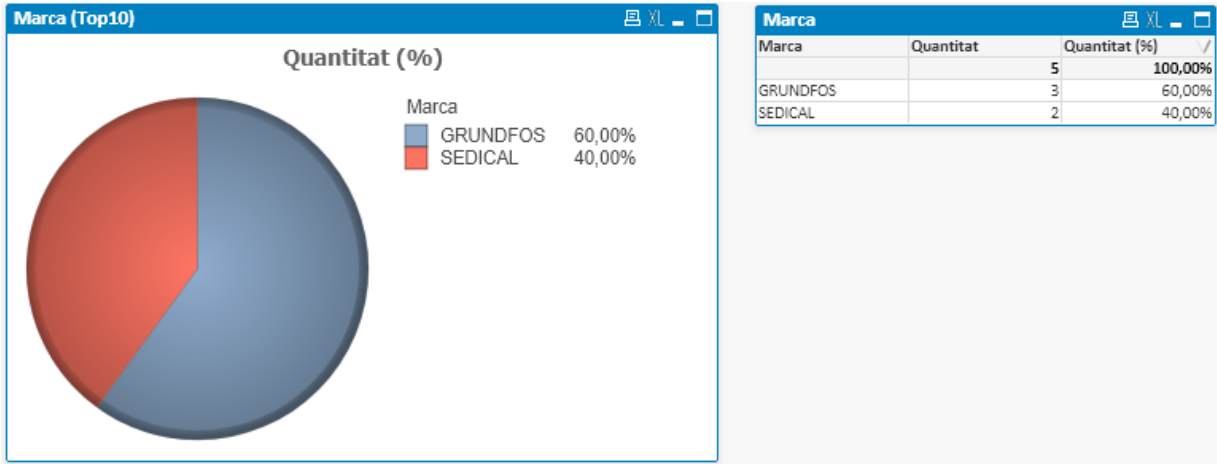 Marca (Top10) XL
Quantitat (%)
Marca
GRUNDFOS 60,00%
SEDICAL 40,00%
Marca XL
Marca Quantitat Quantitat (%)
5 100,00%
GRUNDFOS 3 60,00%
SEDICAL 2 40,00%